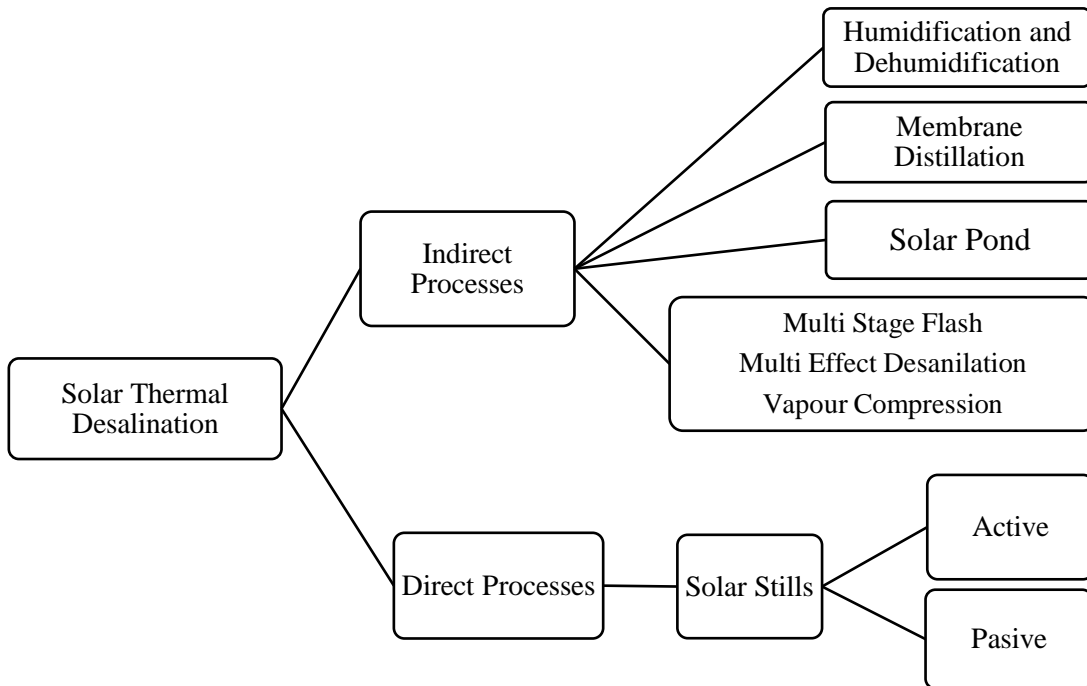 Humidification and
Dehumidification
Membrane
Distillation
Solar Pond
Indirect
Processes
Multi Stage Flash
Multi Effect Desanilation
Vapour Compression
Solar Thermal
Desalination
Direct Processes
Solar Stills
Active
Pasive